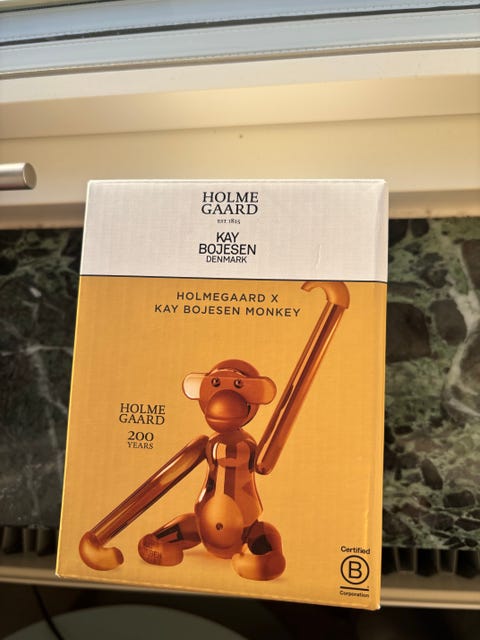 HOLME
GAARD
EST. 1825
KAY
BOJESEN
DENMARK
HOLMEGAARD X
KAY BOJESEN MONKEY
HOLME
GAARD
200
YEARS
Certified
B
Corporation